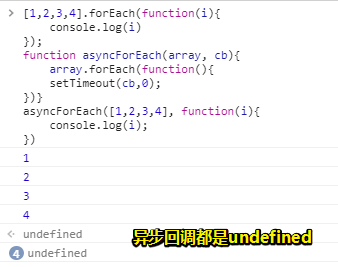 > [1,2,3,4].forEach(function(i){
console.log(i)
});
function asyncForEach(array, cb){
array.forEach(function(){
setTimeout(cb,0);
})}
asyncForEach([1,2,3,4], function(i){
console.log(i);
})
1
2
3
4
undefined
异步回调都是undefined
4 undefined